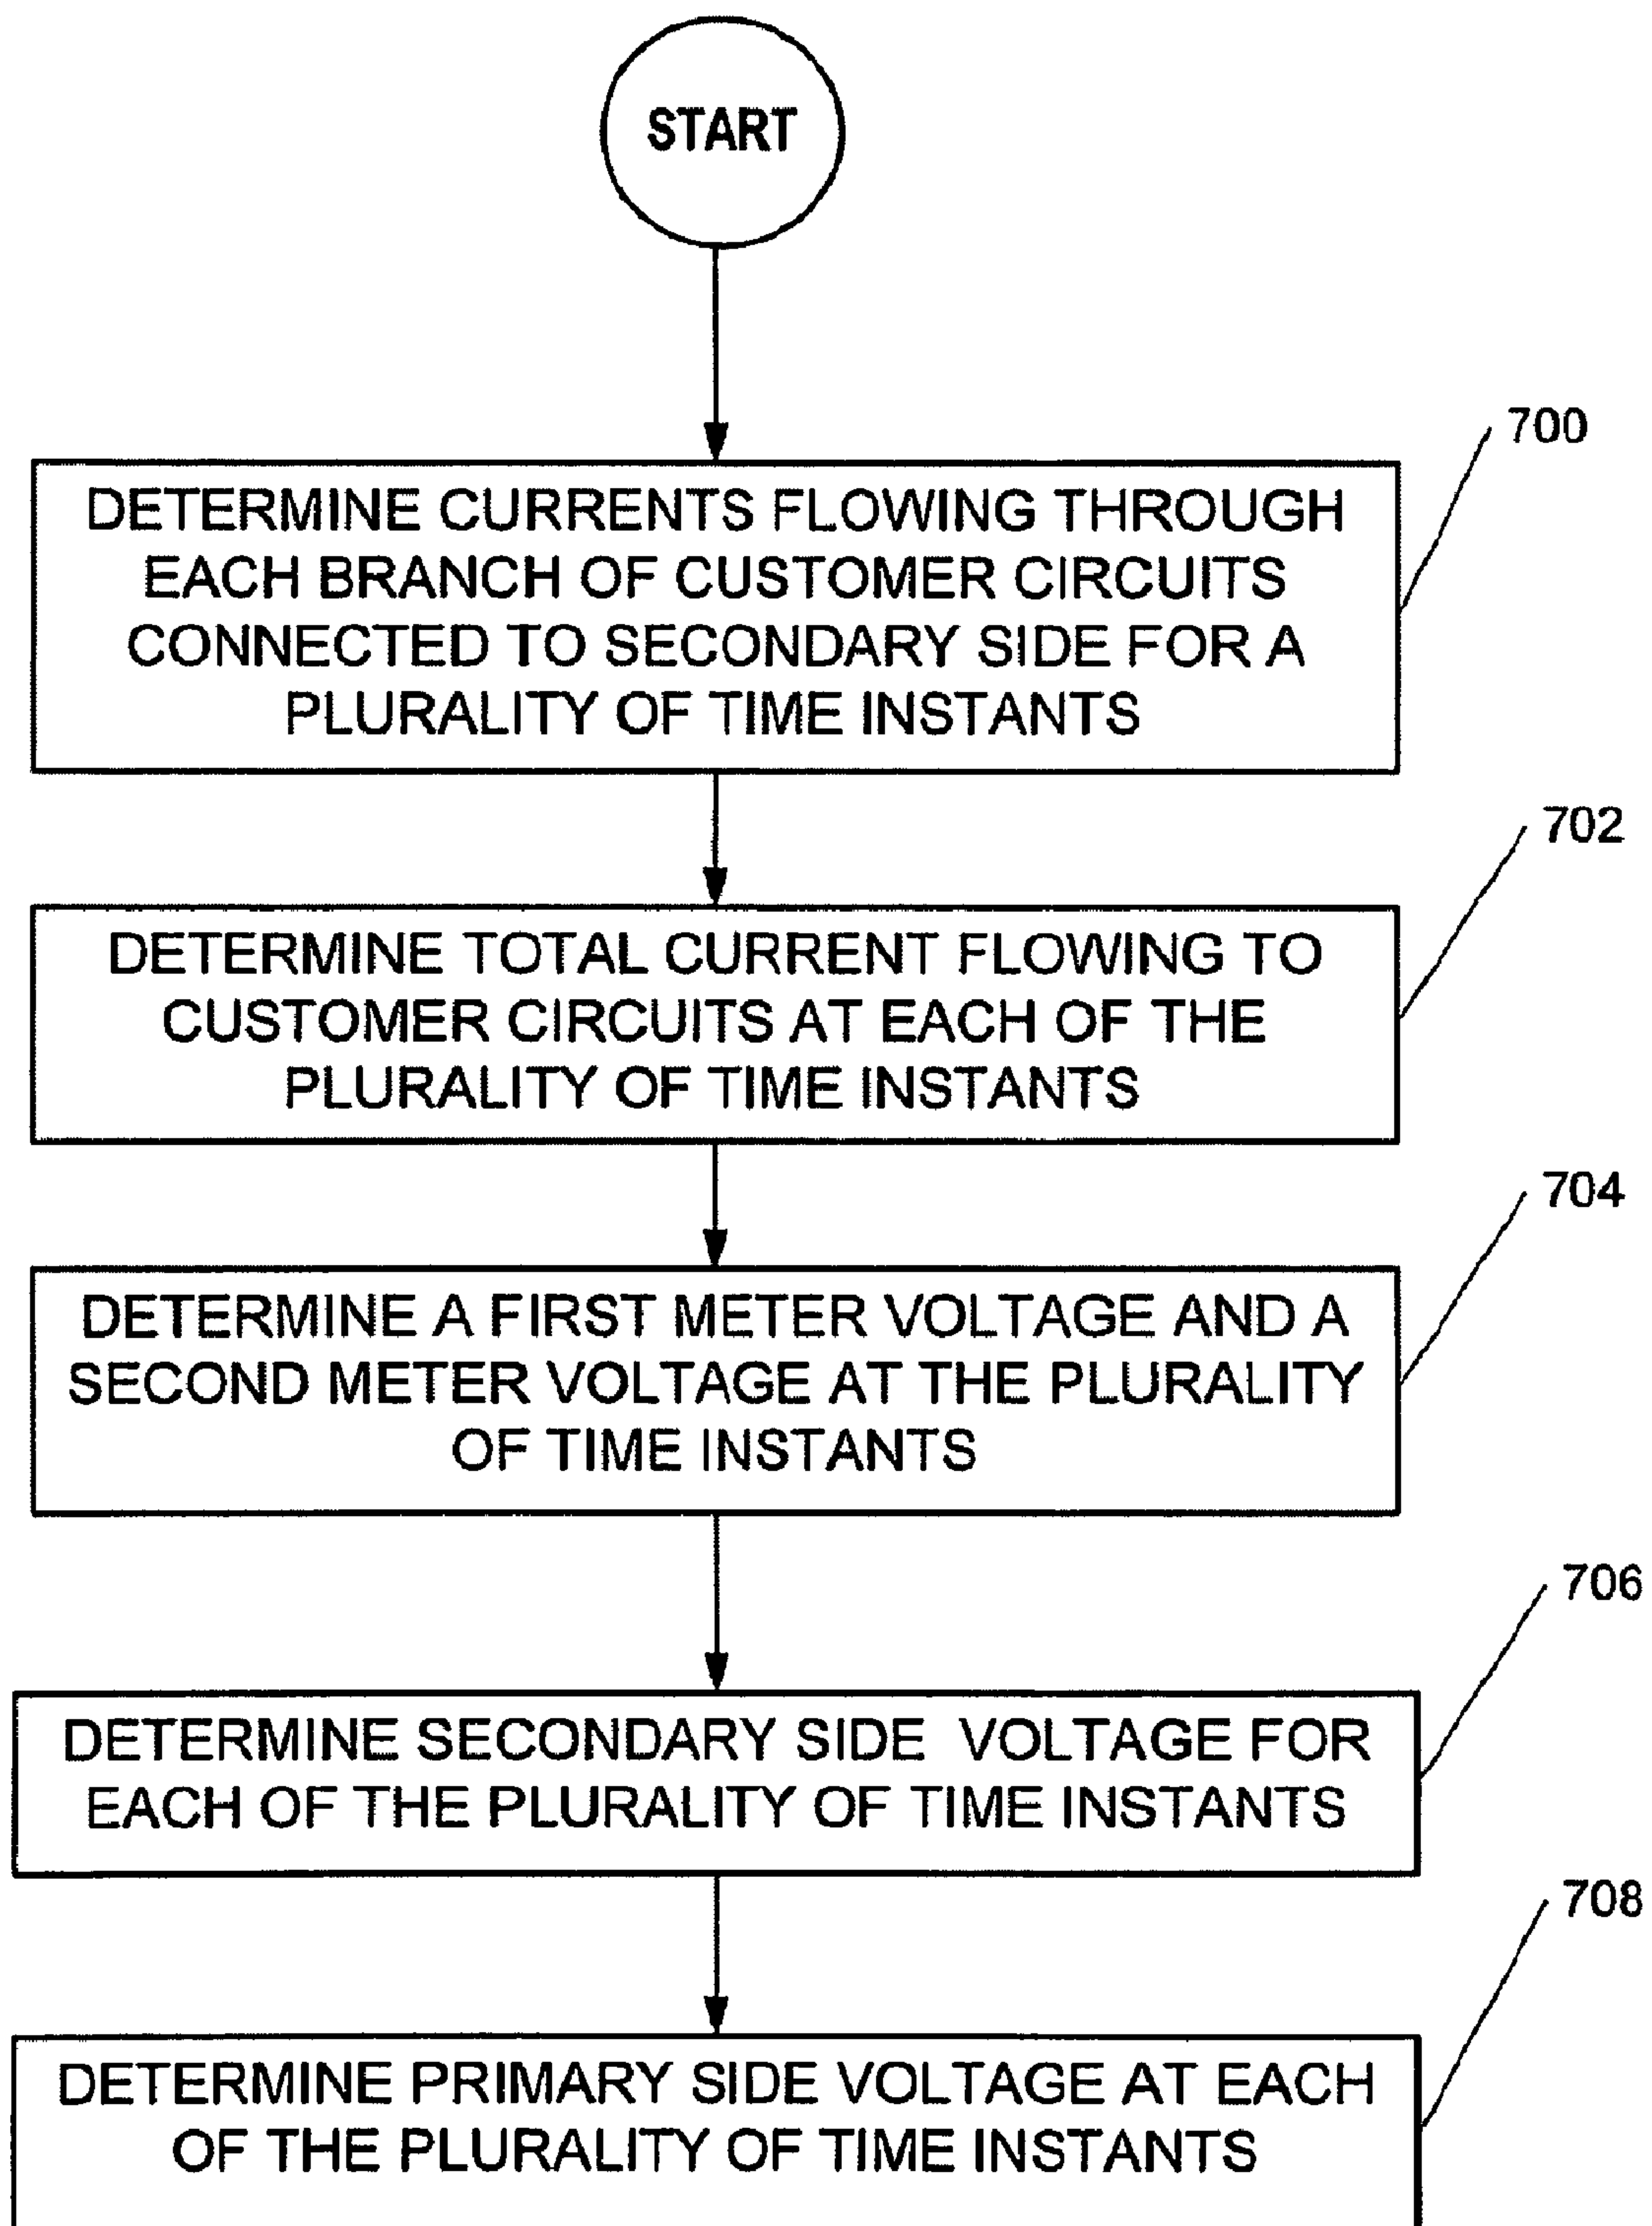 START
700
DETERMINE CURRENTS FLOWING THROUGH
EACH BRANCH OF CUSTOMER CIRCUITS
CONNECTED TO SECONDARY SIDE FOR A
PLURALITY OF TIME INSTANTS
702
DETERMINE TOTAL CURRENT FLOWING TO
CUSTOMER CIRCUITS AT EACH OF THE
PLURALITY OF TIME INSTANTS
704
DETERMINE A FIRST METER VOLTAGE AND A
SECOND METER VOLTAGE AT THE PLURALITY
OF TIME INSTANTS
706
DETERMINE SECONDARY SIDE VOLTAGE FOR
EACH OF THE PLURALITY OF TIME INSTANTS
708
DETERMINE PRIMARY SIDE VOLTAGE AT EACH
OF THE PLURALITY OF TIME INSTANTS